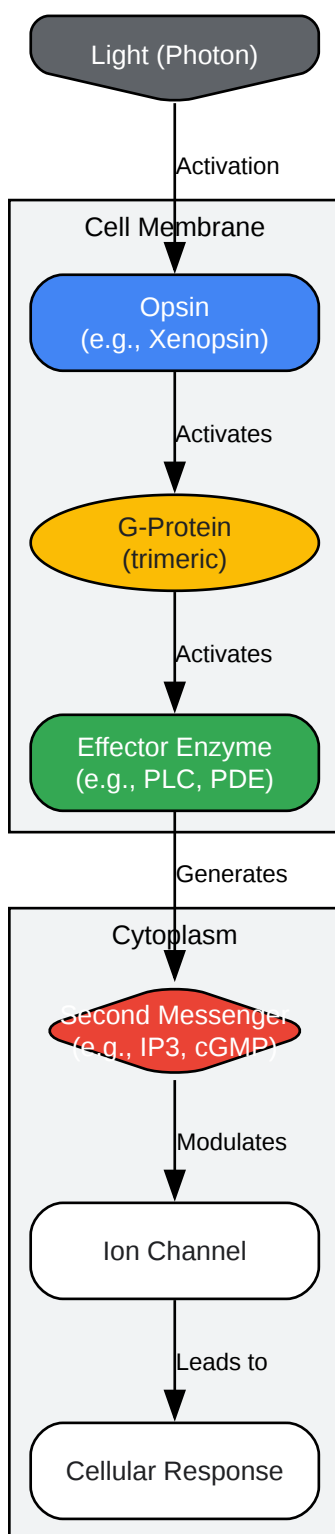 Light (Photon)
Activation
Cell Membrane
Opsin
(e.g., Xenopsin)
Activates
G-Protein
(trimeric)
Activates
Effector Enzyme
(e.g., PLC, PDE)
Generates
Cytoplasm
Second Messenger
(e.g., IP3, cGMP)
Modulates
Ion Channel
Leads to
Cellular Response